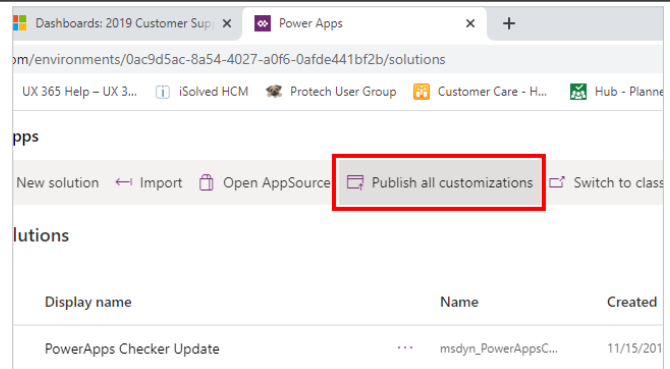 Dashboards: 2019 Customer Sup
Power Apps
om/environments/0ac9d5ac-8a54-4027-a0f6-0afde441bf2b/solutions
UX 365 Help – UX 3... iSolved HCM Protech User Group Customer Care - H... Hub - Planne
pps
New solution Import Open AppSource Publish all customizations Switch to class
lutions
Display name Name Created
PowerApps Checker Update ... msdyn_PowerAppsC... 11/15/201